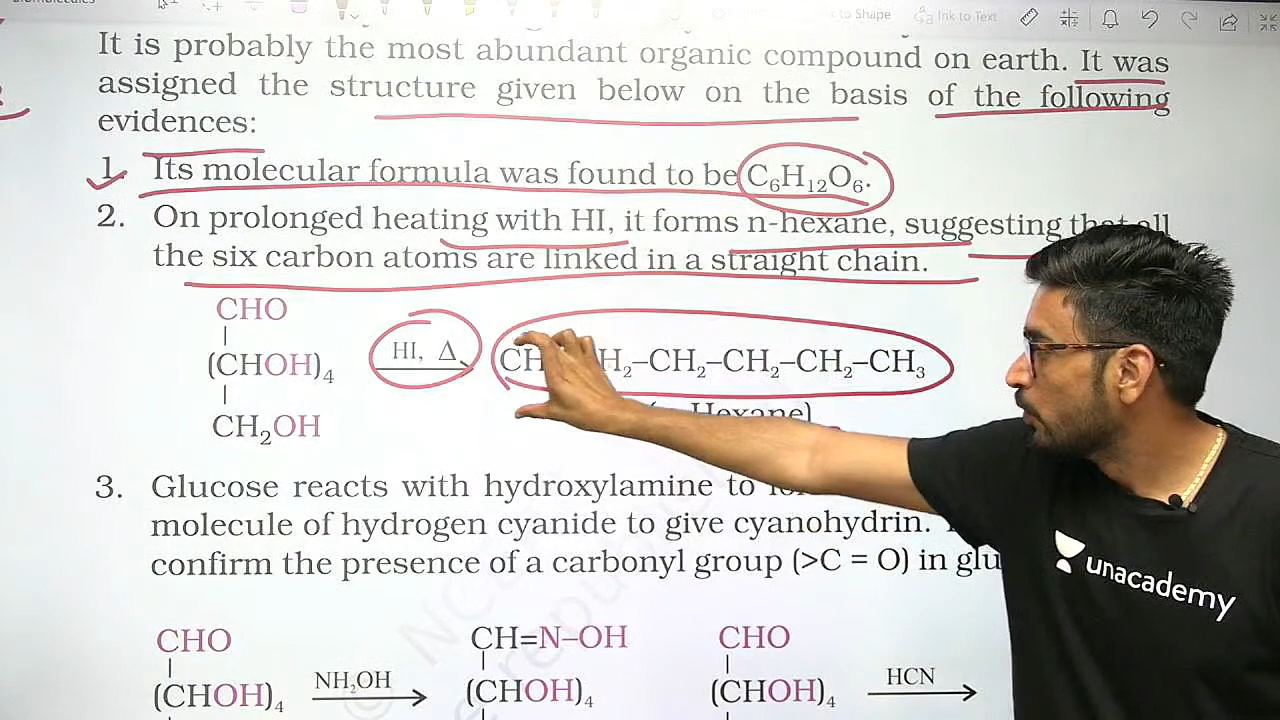 to Shape
Ink to Text
It is probably the most abundant organic compound on earth. It was
assigned the structure given below on the basis of the following
evidences:
1. Its molecular formula was found to be C₆H₁₂O₆.
2. On prolonged heating with HI, it forms n-hexane, suggesting that all
the six carbon atoms are linked in a straight chain.
CHO
(CHOH)₄
CH₂OH
HI, Δ
CH H₂–CH₂–CH₂–CH₂–CH₃
Hexane)
3. Glucose reacts with hydroxylamine to
molecule of hydrogen cyanide to give cyanohydrin.
confirm the presence of a carbonyl group (>C = O) in glu
unacademy
CHO
(CHOH)₄
NH₂OH
CH=N–OH
(CHOH)₄
CHO
(CHOH)₄
HCN